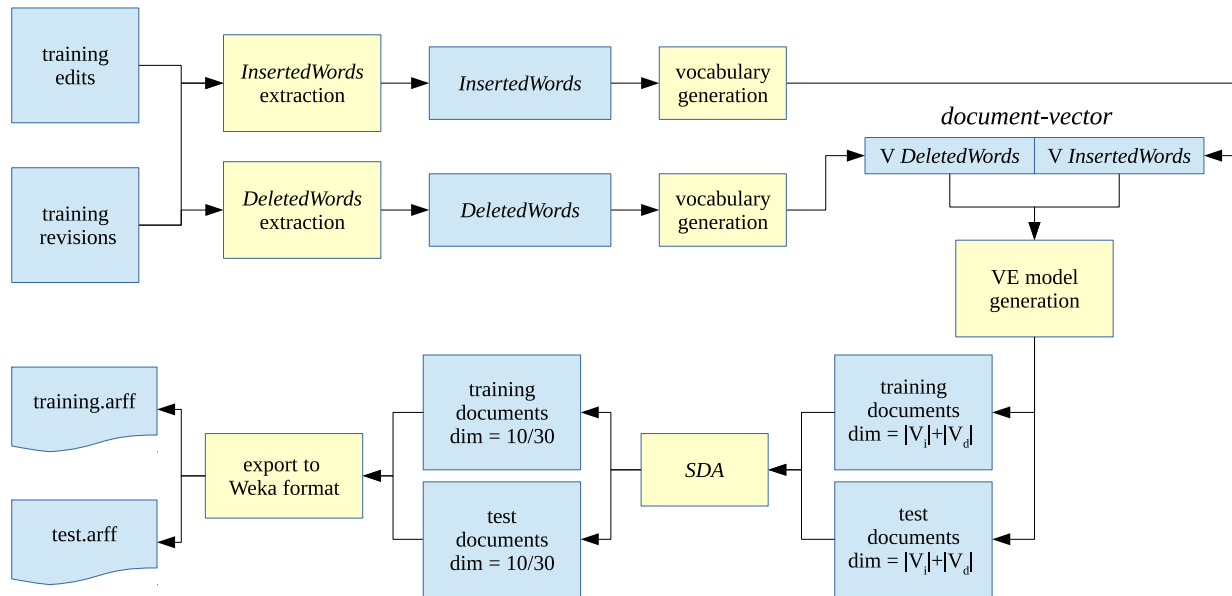 training
edits
InsertedWords
extraction
InsertedWords
vocabulary
generation
document-vector
V DeletedWords
V InsertedWords
training
revisions
DeletedWords
extraction
DeletedWords
vocabulary
generation
VE model
generation
training.arff
test.arff
export to
Weka format
training
documents
dim = 10/30
test
documents
dim = 10/30
SDA
training
documents
dim = |Vᵢ|+|V_d|
test
documents
dim = |Vᵢ|+|V_d|